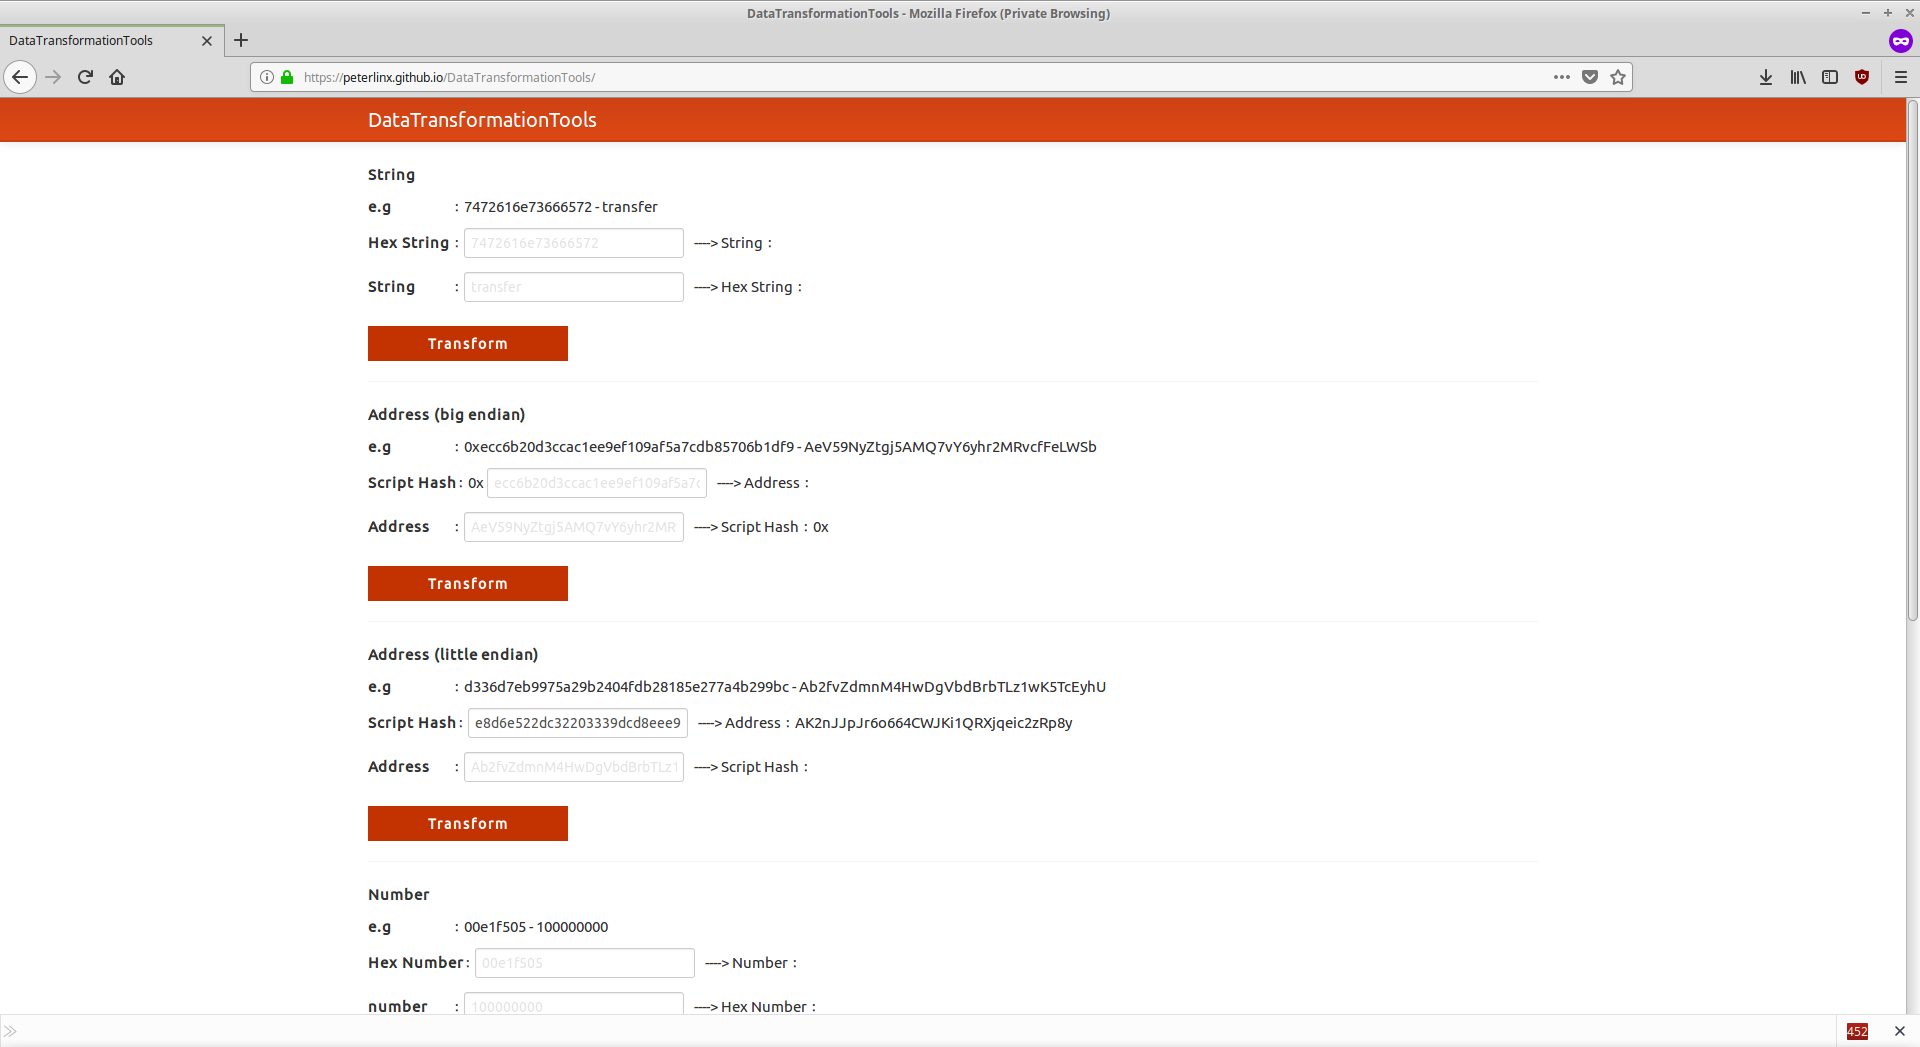 DataTransformationTools - Mozilla Firefox (Private Browsing)
DataTransformationTools
https://peterlinx.github.io/DataTransformationTools/
DataTransformationTools
String
e.g : 7472616e73666572 - transfer
Hex String : 7472616e73666572 ----> String :
String : transfer ----> Hex String :
Transform
Address (big endian)
e.g : 0xecc6b20d3ccac1ee9ef109af5a7cdb85706b1df9 - AeV59NyZtgj5AMQ7vY6yhr2MRvcfFeLWSb
Script Hash : 0x ecc6b20d3ccac1ee9ef109af5a7c ----> Address :
Address : AeV59NyZtgj5AMQ7vY6yhr2MR ----> Script Hash : 0x
Transform
Address (little endian)
e.g : d336d7eb9975a29b2404fdb28185e277a4b299bc - Ab2fvZdmnM4HwDgVbdBrbTLz1wK5TcEyhU
Script Hash : e8d6e522dc32203339dcd8eee9 ----> Address : AK2nJJpJr6o664CWJKi1QRXjqeic2zRp8y
Address : Ab2fvZdmnM4HwDgVbdBrbTLz1 ----> Script Hash :
Transform
Number
e.g : 00e1f505 - 100000000
Hex Number : 00e1f505 ----> Number :
number : 100000000 ----> Hex Number :
452